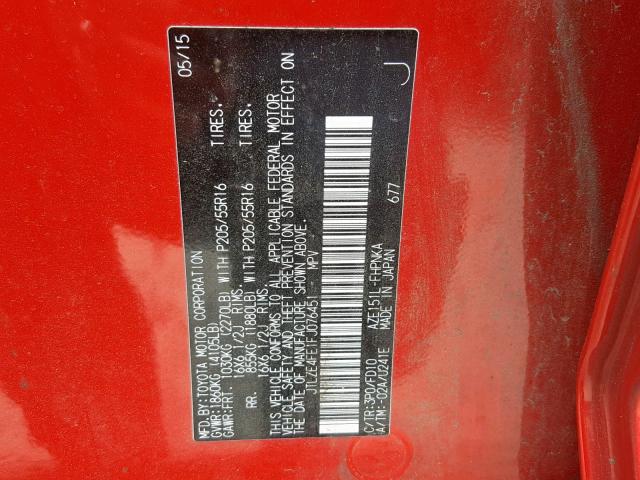 MFD.BY:TOYOTA MOTOR CORPORATION 05/15
GVWR:1860KG (4105LB)
GAWR:FRT. 1030KG (2270LB) WITH P205/55R16 TIRES.
16X6 1/2J RIMS.
RR. 855KG (1880LB) WITH P205/55R16 TIRES.
16X6 1/2J RIMS.
THIS VEHICLE CONFORMS TO ALL APPLICABLE FEDERAL MOTOR
VEHICLE SAFETY AND THEFT PREVENTION STANDARDS IN EFFECT ON
THE DATE OF MANUFACTURE SHOWN ABOVE.
JTLZE4FE1FJ076451 MPV
C/TR:3P0/FD10 AZE151L-FHPNKA 677
A/TM:-02A/U241E MADE IN JAPAN
J